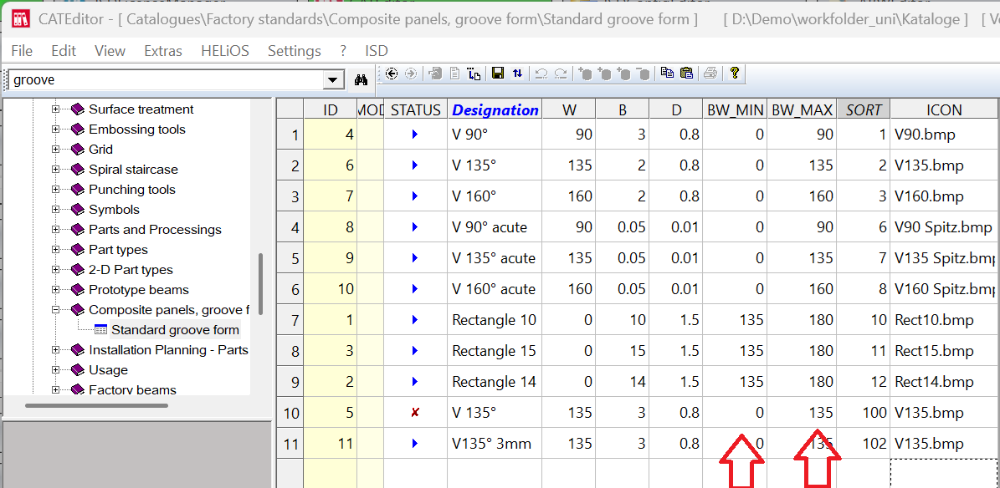 CATEditor - [ Catalogues\Factory standards\Composite panels, groove form\Standard groove form ] [ D:\Demo\workfolder_uni\Kataloge ] [ Ve
File Edit View Extras HELiOS Settings ? ISD
groove
Surface treatment
Embossing tools
Grid
Spiral staircase
Punching tools
Symbols
Parts and Processings
Part types
2-D Part types
Prototype beams
Composite panels, groove f
Standard groove form
Installation Planning - Parts
Usage
Factory beams
ID MOD STATUS Designation W B D BW_MIN BW_MAX SORT ICON
1 4 V 90° 90 3 0.8 0 90 1 V90.bmp
2 6 V 135° 135 2 0.8 0 135 2 V135.bmp
3 7 V 160° 160 2 0.8 0 160 3 V160.bmp
4 8 V 90° acute 90 0.05 0.01 0 90 6 V90 Spitz.bmp
5 9 V 135° acute 135 0.05 0.01 0 135 7 V135 Spitz.bmp
6 10 V 160° acute 160 0.05 0.01 0 160 8 V160 Spitz.bmp
7 1 Rectangle 10 0 10 1.5 135 180 10 Rect10.bmp
8 3 Rectangle 15 0 15 1.5 135 180 11 Rect15.bmp
9 2 Rectangle 14 0 14 1.5 135 180 12 Rect14.bmp
10 5 V 135° 135 3 0.8 0 135 100 V135.bmp
11 11 V135° 3mm 135 3 0.8 0 135 102 V135.bmp